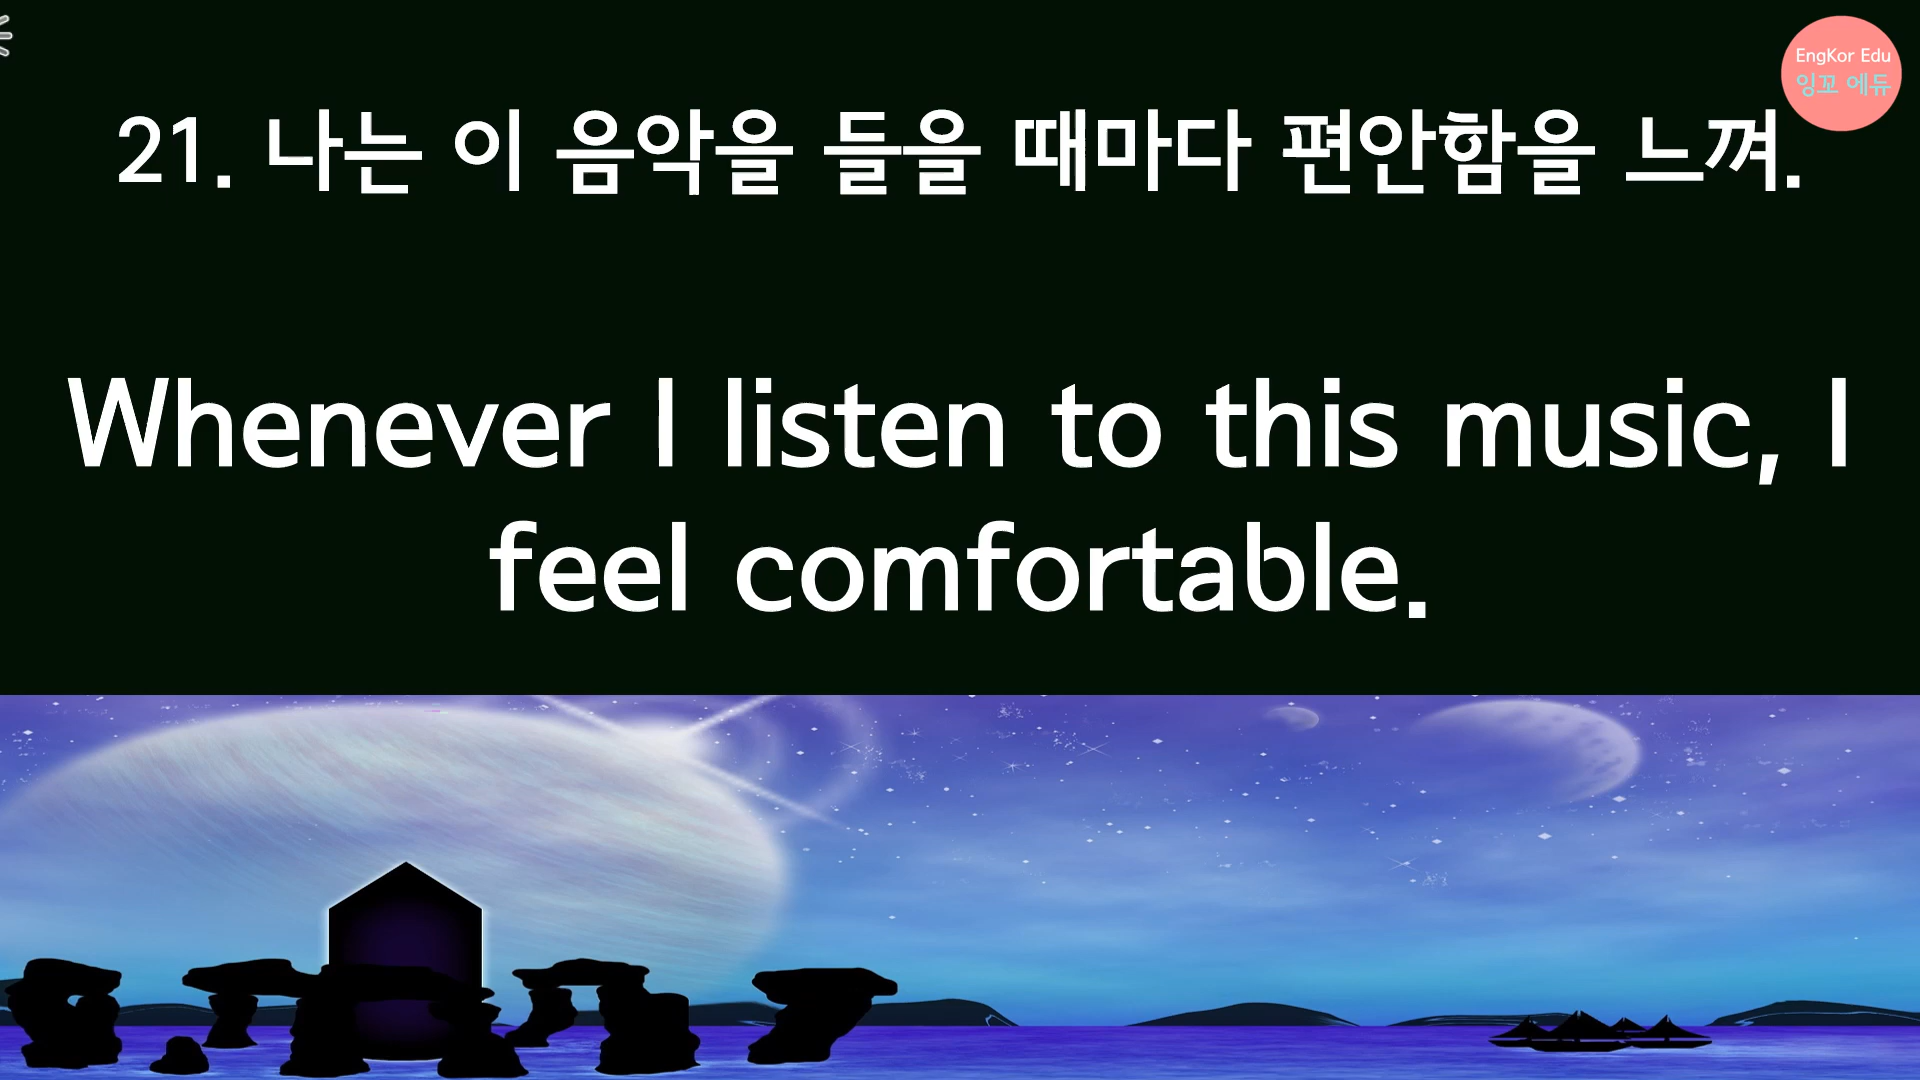 EngKor Edu
잉꼬 에듀
21. 나는 이 음악을 들을 때마다 편안함을 느껴.
Whenever I listen to this music, I
feel comfortable.